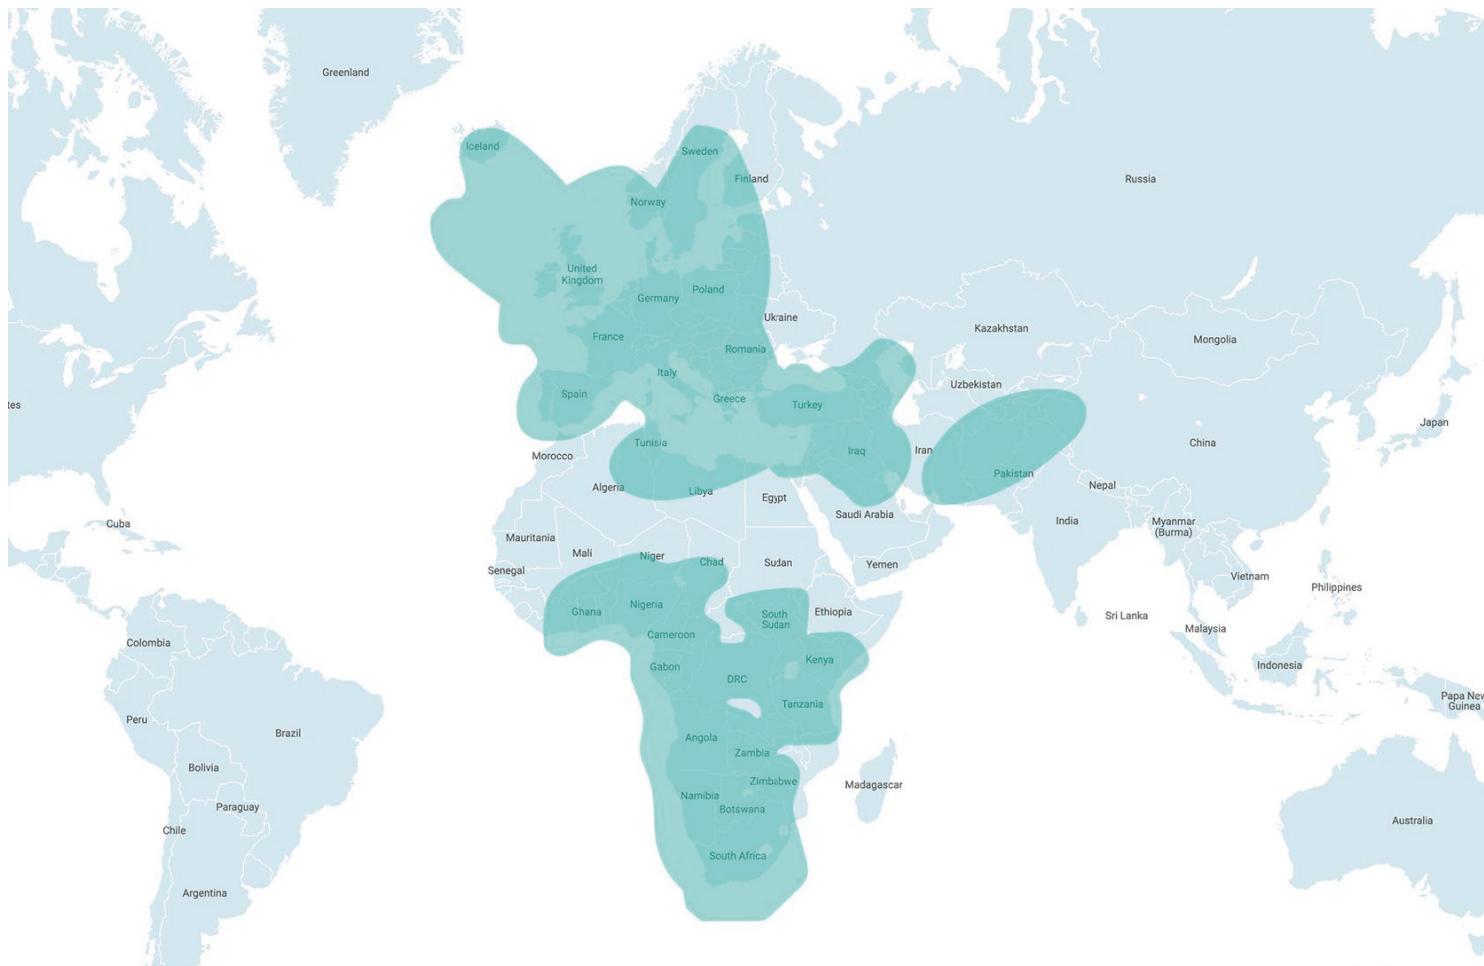 Greenland
Iceland
Sweden
Finland
Russia
Norway
United
Kingdom
Germany
Poland
Ukraine
Kazakhstan
Mongolia
France
Romania
Italy
Uzbekistan
Spain
Greece
Turkey
tes
Japan
Tunisia
Iraq
Iran
China
Morocco
Pakistan
Algeria
Libya
Egypt
Nepal
Saudi Arabia
India
Myanmar
(Burma)
Cuba
Mauritania
Mali
Niger
Chad
Sudan
Yemen
Senegal
Vietnam
Philippines
Ghana
Nigeria
South
Sudan
Ethiopia
Sri Lanka
Malaysia
Colombia
Cameroon
Gabon
Kenya
Indonesia
DRC
Papa New
Guinea
Peru
Tanzania
Brazil
Angola
Zambia
Bolivia
Zimbabwe
Madagascar
Namibia
Botswana
Paraguay
Chile
Australia
South Africa
Argentina